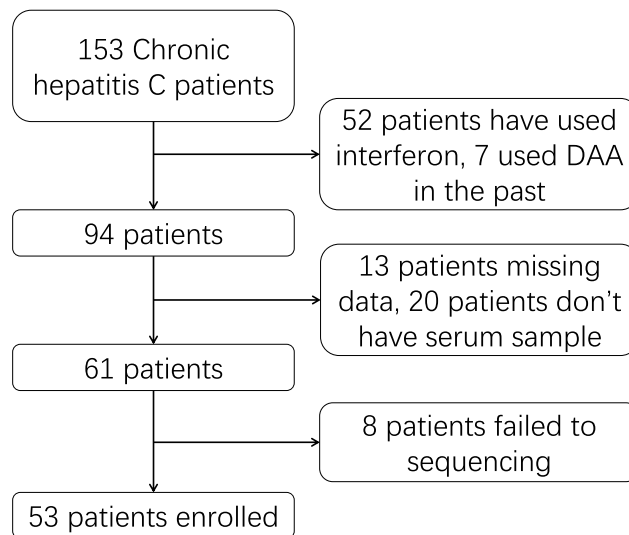 153 Chronic
hepatitis C patients
52 patients have used
interferon, 7 used DAA
in the past
94 patients
13 patients missing
data, 20 patients don’t
have serum sample
61 patients
8 patients failed to
sequencing
53 patients enrolled